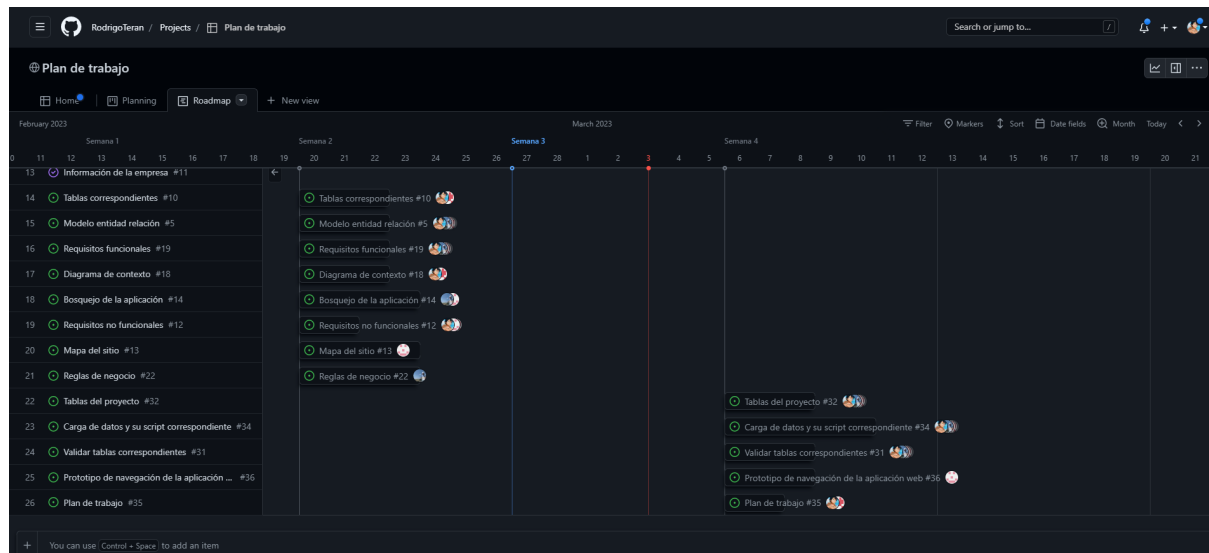 RodrigoTeran / Projects / Plan de trabajo
Search or jump to... /
Plan de trabajo
Home Planning Roadmap + New view
February 2023 March 2023 Filter Markers Sort Date fields Month Today
Semana 1 Semana 2 Semana 3 Semana 4
0 11 12 13 14 15 16 17 18 19 20 21 22 23 24 25 26 27 28 1 2 3 4 5 6 7 8 9 10 11 12 13 14 15 16 17 18 19 20 21
13 Información de la empresa #11
14 Tablas correspondientes #10 Tablas correspondientes #10
15 Modelo entidad relación #5 Modelo entidad relación #5
16 Requisitos funcionales #19 Requisitos funcionales #19
17 Diagrama de contexto #18 Diagrama de contexto #18
18 Bosquejo de la aplicación #14 Bosquejo de la aplicación #14
19 Requisitos no funcionales #12 Requisitos no funcionales #12
20 Mapa del sitio #13 Mapa del sitio #13
21 Reglas de negocio #22 Reglas de negocio #22
22 Tablas del proyecto #32 Tablas del proyecto #32
23 Carga de datos y su script correspondiente #34 Carga de datos y su script correspondiente #34
24 Validar tablas correspondientes #31 Validar tablas correspondientes #31
25 Prototipo de navegación de la aplicación ... #36 Prototipo de navegación de la aplicación web #36
26 Plan de trabajo #35 Plan de trabajo #35
+ You can use Control + Space to add an item